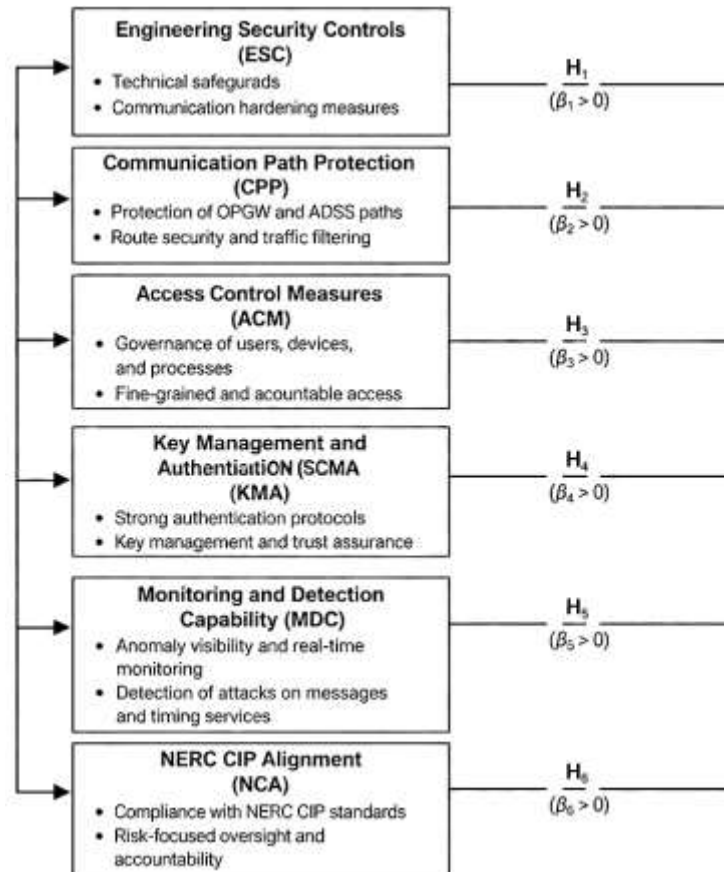 Engineering Security Controls
(ESC)
• Technical safegurads
• Communication hardening measures
H₁
(β₁ > 0)
Communication Path Protection
(CPP)
• Protection of OPGW and ADSS paths
• Route security and traffic filtering
H₂
(β₂ > 0)
Access Control Measures
(ACM)
• Governance of users, devices,
and processes
• Fine-grained and acountable access
H₃
(β₃ > 0)
Key Management and
AuthentiatiON (SCMA
(KMA)
• Strong authentication protocols
• Key management and trust assurance
H₄
(β₄ > 0)
Monitoring and Detection
Capability (MDC)
• Anomaly visibility and real-time
monitoring
• Detection of attacks on messages
and timing services
H₅
(β₅ > 0)
NERC CIP Alignment
(NCA)
• Compliance with NERC CIP standards
• Risk-focused oversight and
accountability
H₆
(β₆ > 0)